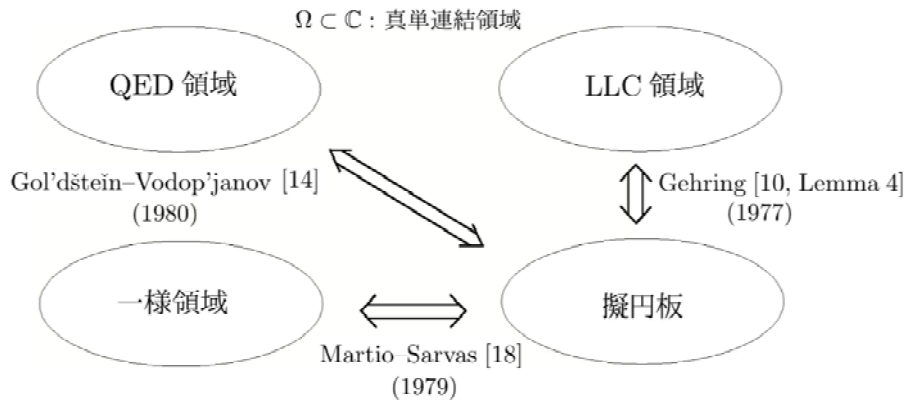 Ω ⊂ ℂ : 真単連結領域
QED 領域
LLC 領域
Gol'dšteĭn–Vodop'janov [14]
(1980)
Gehring [10, Lemma 4]
(1977)
一様領域
擬円板
Martio–Sarvas [18]
(1979)